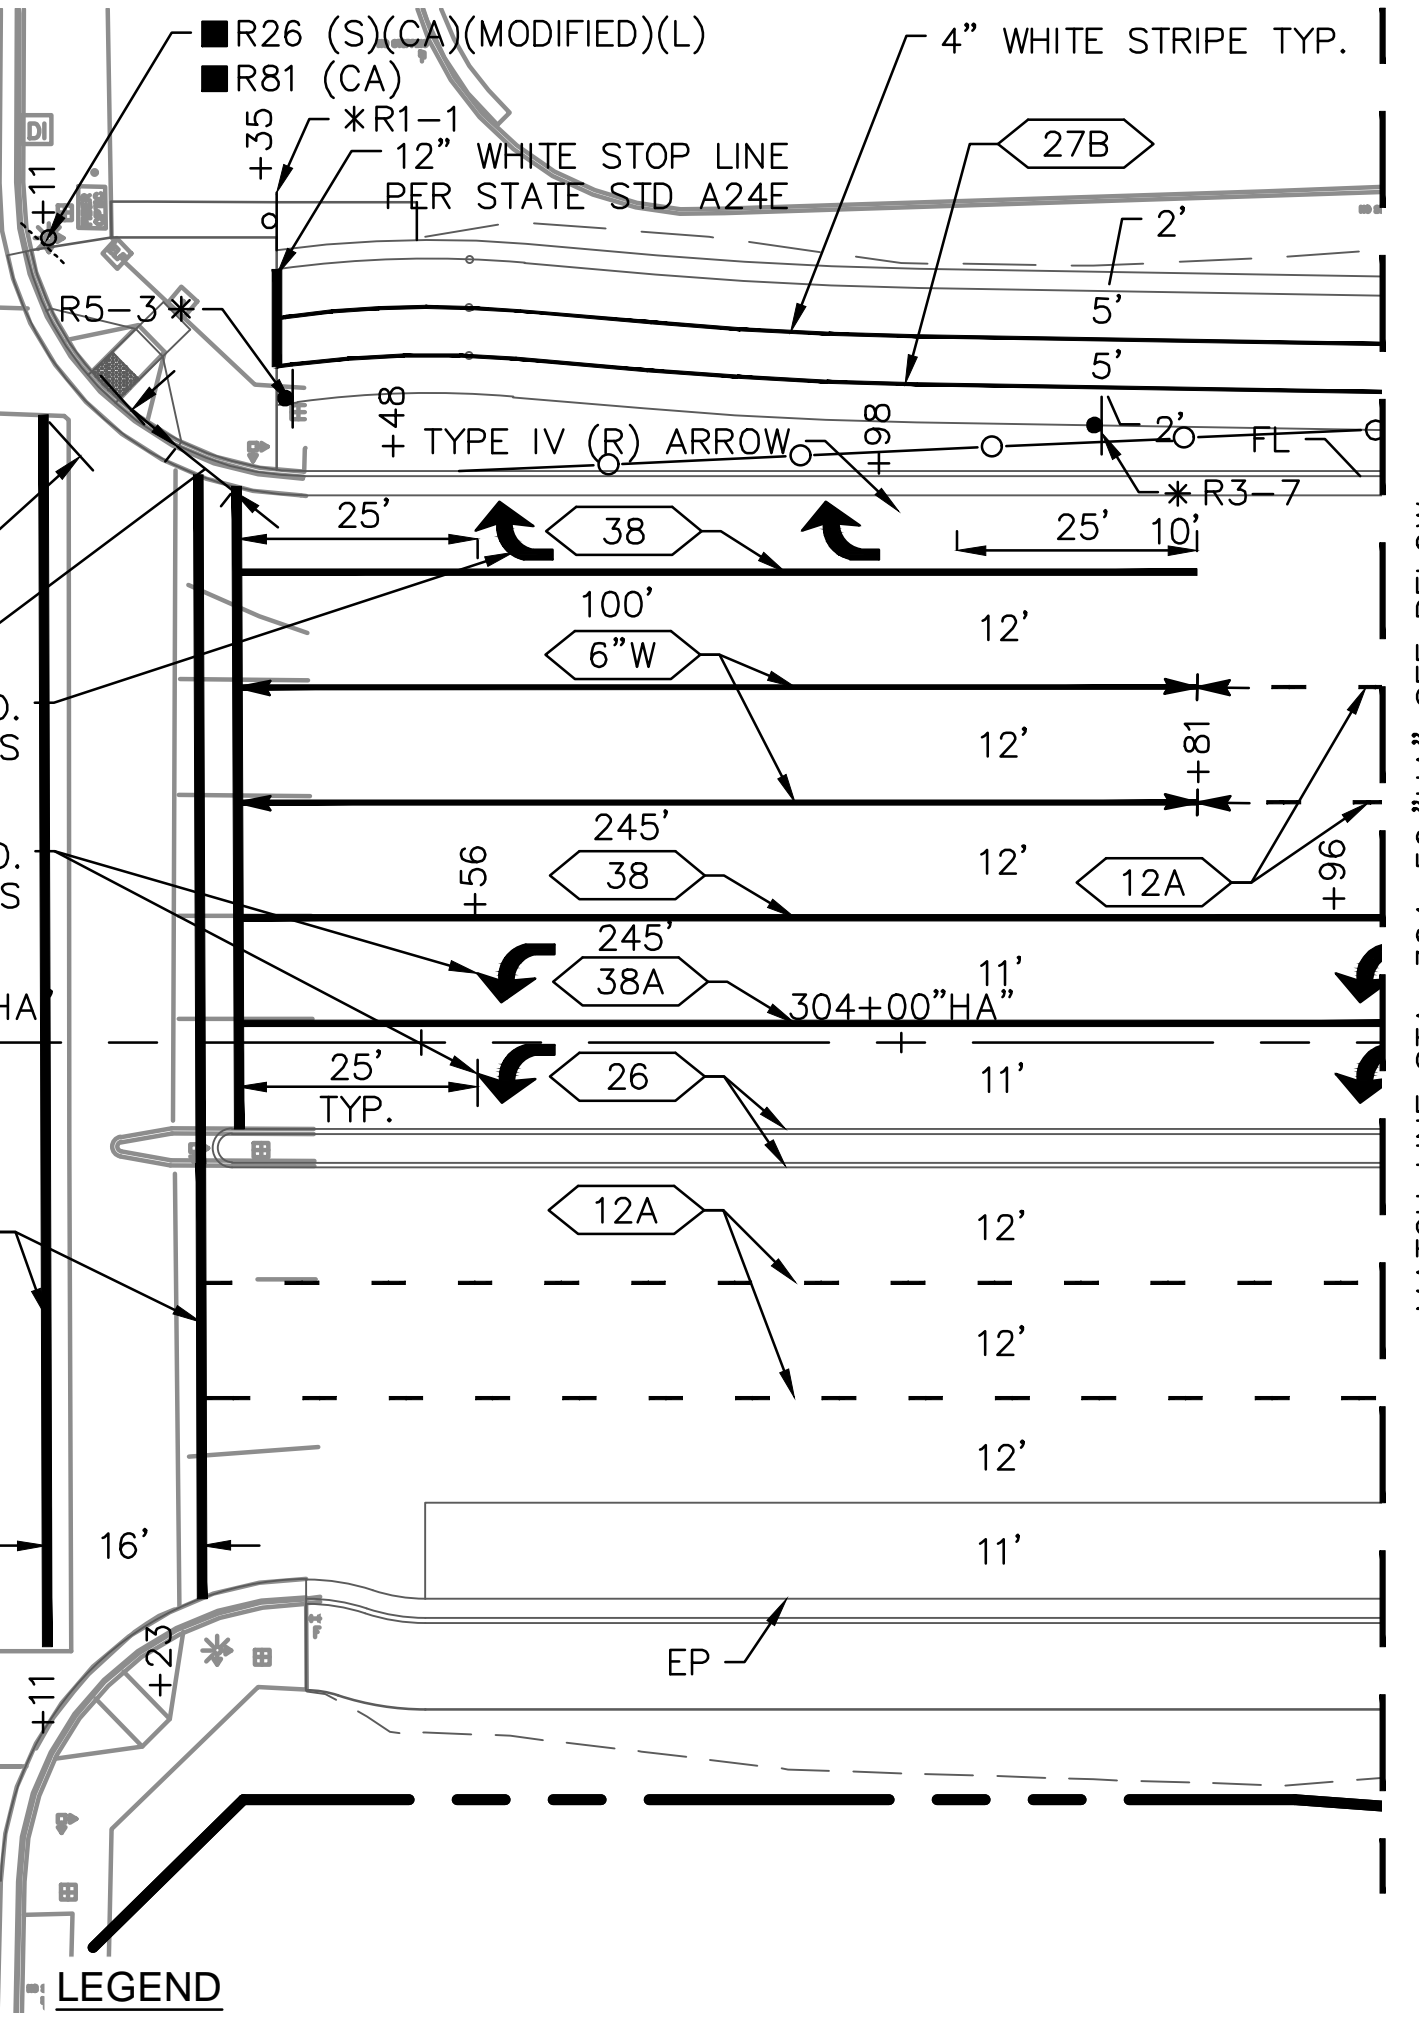 R26 (S)(CA)(MODIFIED)(L)
R81 (CA)
4" WHITE STRIPE TYP.
+35
*R1-1
27B
12" WHITE STOP LINE
PER STATE STD A24E
DI
+11
2'
R5-3 *
5'
5'
+48
TYPE IV (R) ARROW
+98
2'
FL
* R3-7
25'
38
25'
10'
100'
12'
6"W
12'
+81
245'
+56
38
12'
12A
+96
245'
38A
11'
304+00"HA"
HA'
25'
TYP.
26
11'
12A
12'
12'
12'
16'
11'
EP
+23
+11
LEGEND